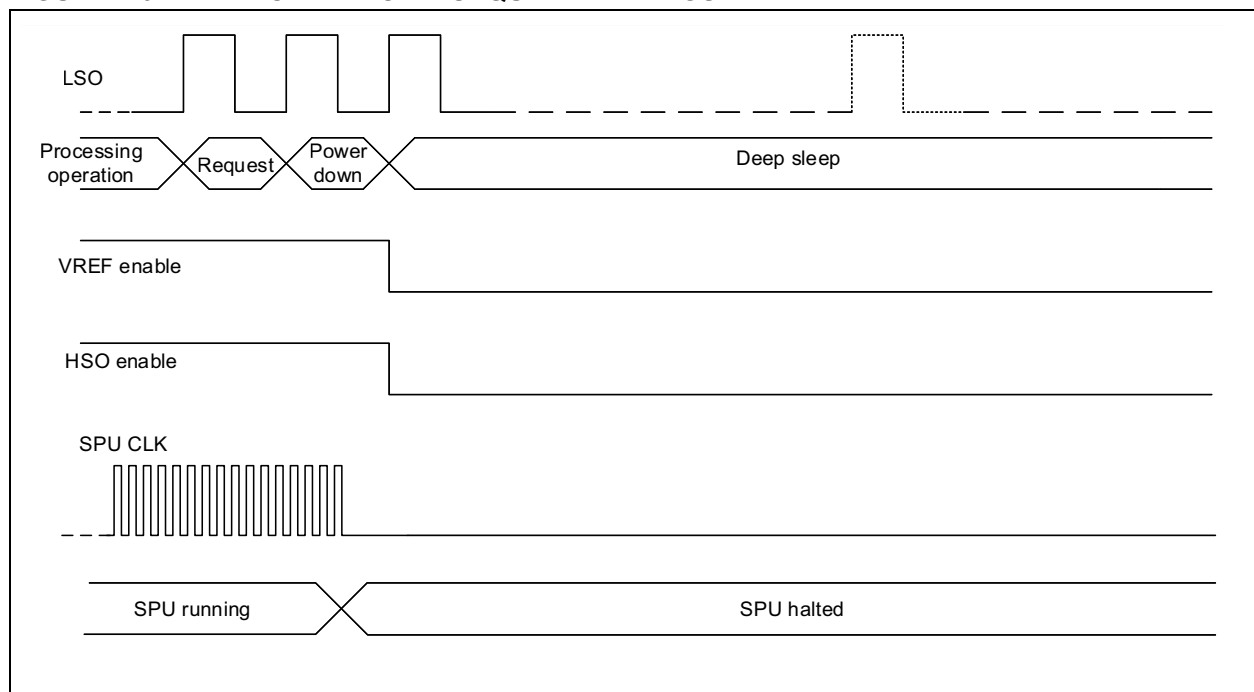 LSO
Processing
operation
Request
Power
down
Deep sleep
VREF enable
HSO enable
SPU CLK
SPU running
SPU halted